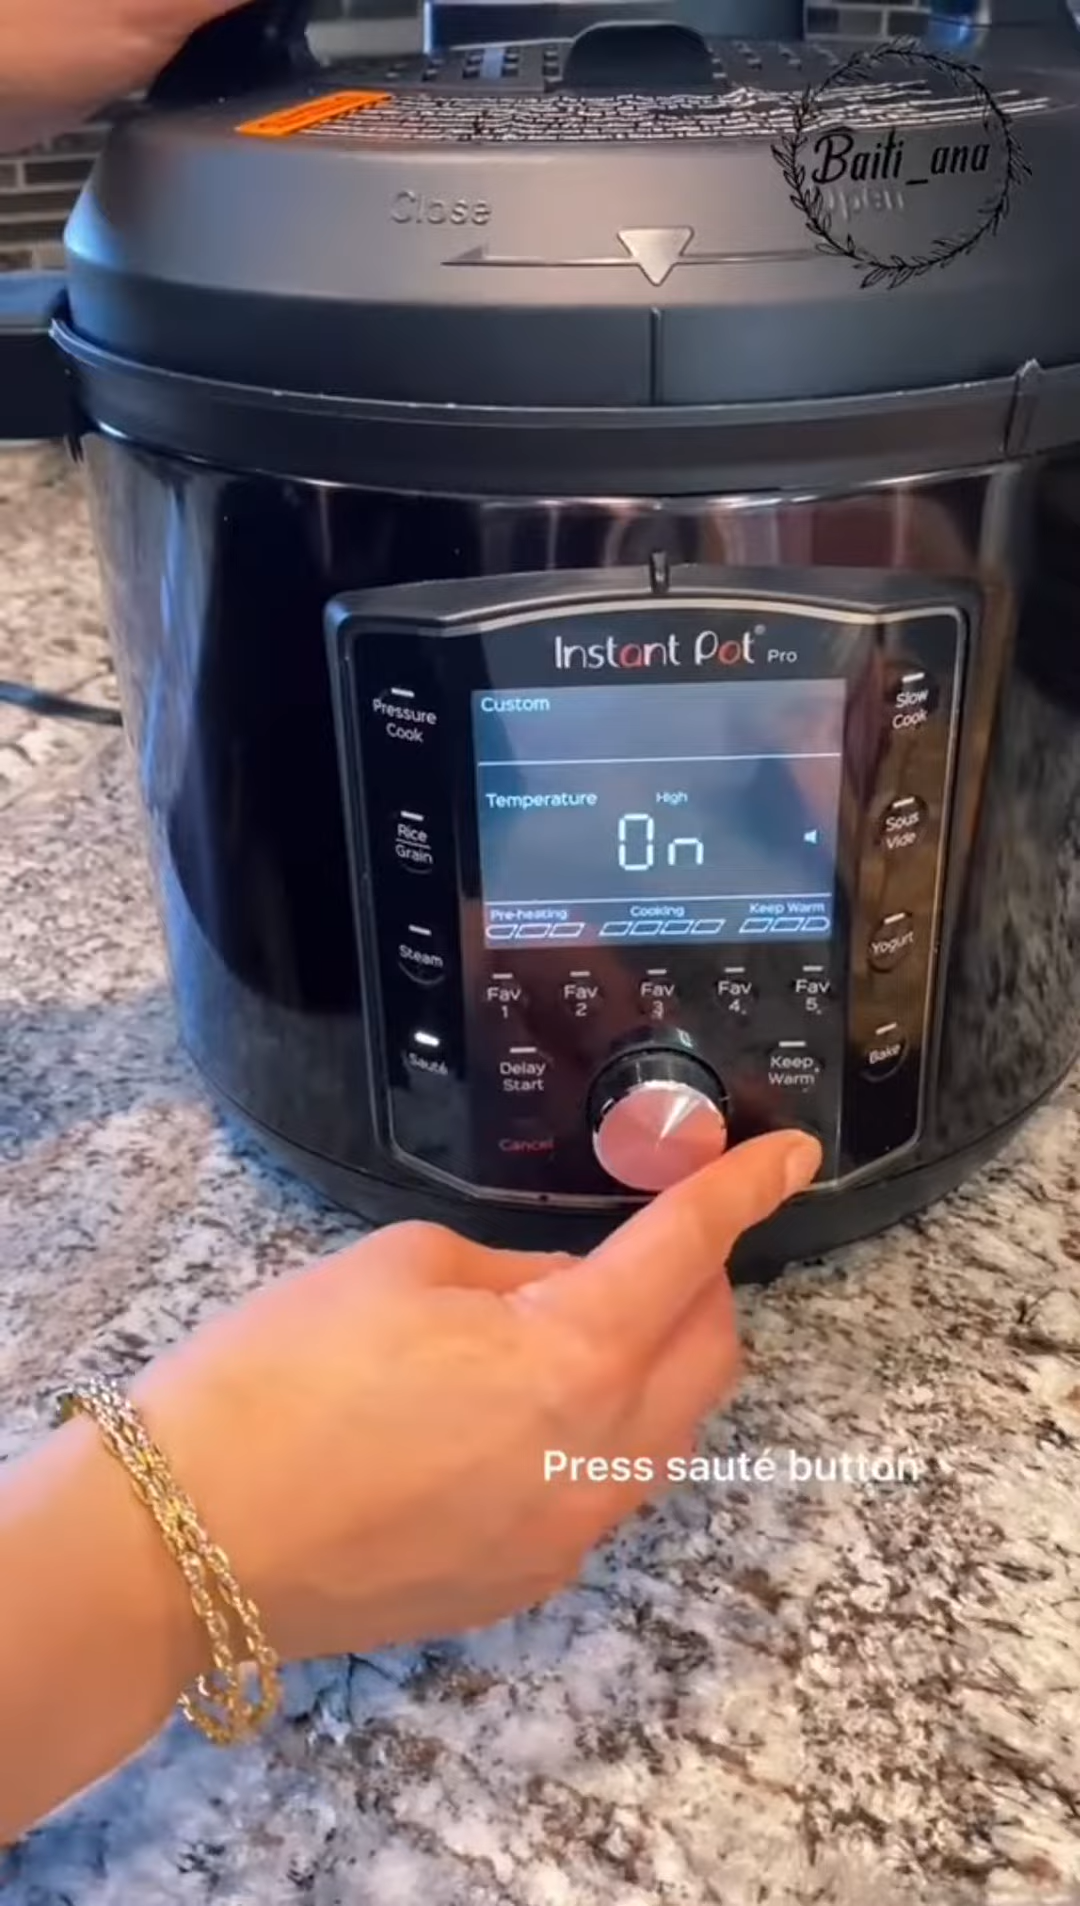 Close
Baiti_ana
Instant Pot® Pro
Custom
Pressure
Cook
Slow
Cook
Temperature
High
On
Rice
Grain
Sous
Vide
Pre-heating
Cooking
Keep Warm
Steam
Yogurt
Fav
1
Fav
2
Fav
3
Fav
4
Fav
5
Sauté
Delay
Start
Keep
Warm
Bake
Cancel
Press sauté button